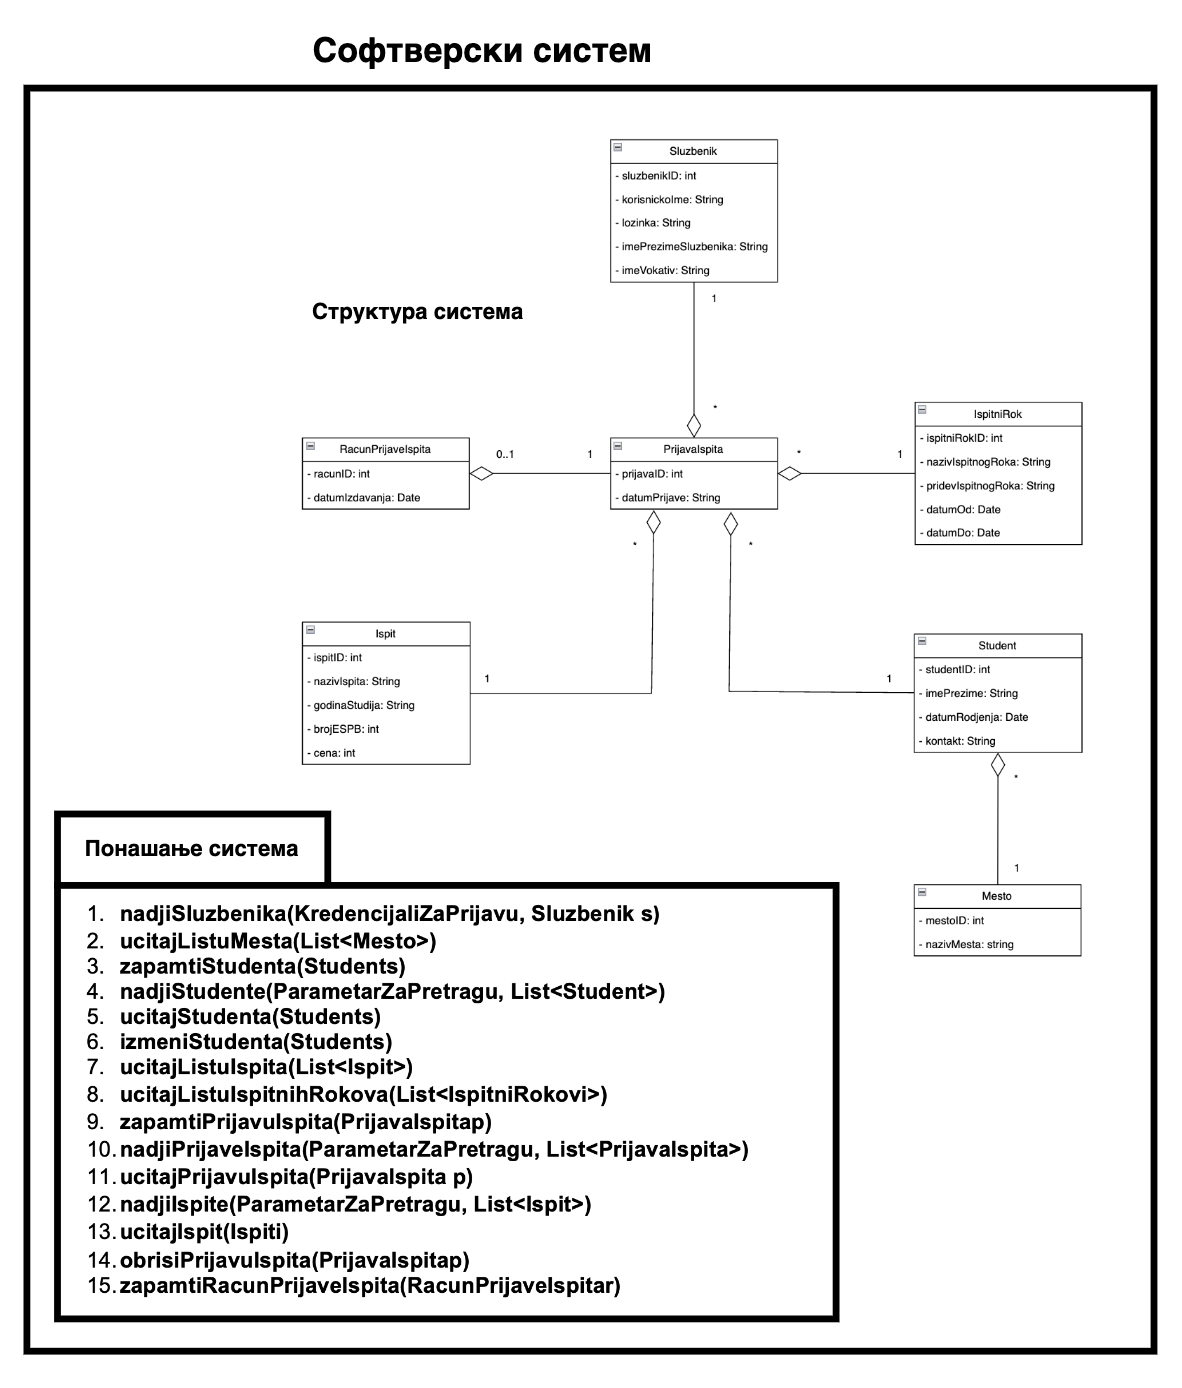 Софтверски систем
Sluzbenik
- sluzbenikID: int
- korisnickoIme: String
- lozinka: String
- imePrezimeSluzbenika: String
- imeVokativ: String
1
Структура система
*
RacunPrijaveIspita
- racunID: int
- datumIzdavanja: Date
0..1
1
PrijavaIspita
- prijavaID: int
- datumPrijave: String
*
1
IspitniRok
- ispitniRokID: int
- nazivIspitnogRoka: String
- pridevIspitnogRoka: String
- datumOd: Date
- datumDo: Date
*
*
Ispit
- ispitID: int
- nazivIspita: String
- godinaStudija: String
- brojESPB: int
- cena: int
1
1
Student
- studentID: int
- imePrezime: String
- datumRodjenja: Date
- kontakt: String
*
1
Mesto
- mestoID: int
- nazivMesta: string
Понашање система
1. nadjiSluzbenika(KredencijaliZaPrijavu, Sluzbenik s)
2. ucitajListuMesta(List<Mesto>)
3. zapamtiStudenta(Students)
4. nadjiStudente(ParametarZaPretragu, List<Student>)
5. ucitajStudenta(Students)
6. izmeniStudenta(Students)
7. ucitajListuIspita(List<Ispit>)
8. ucitajListuIspitnihRokova(List<IspitniRokovi>)
9. zapamtiPrijavuIspita(PrijavaIspitap)
10. nadjiPrijaveIspita(ParametarZaPretragu, List<PrijavaIspita>)
11. ucitajPrijavuIspita(PrijavaIspita p)
12. nadjiIspite(ParametarZaPretragu, List<Ispit>)
13. ucitajIspit(Ispiti)
14. obrisiPrijavuIspita(PrijavaIspitap)
15. zapamtiRacunPrijaveIspita(RacunPrijaveIspitar)